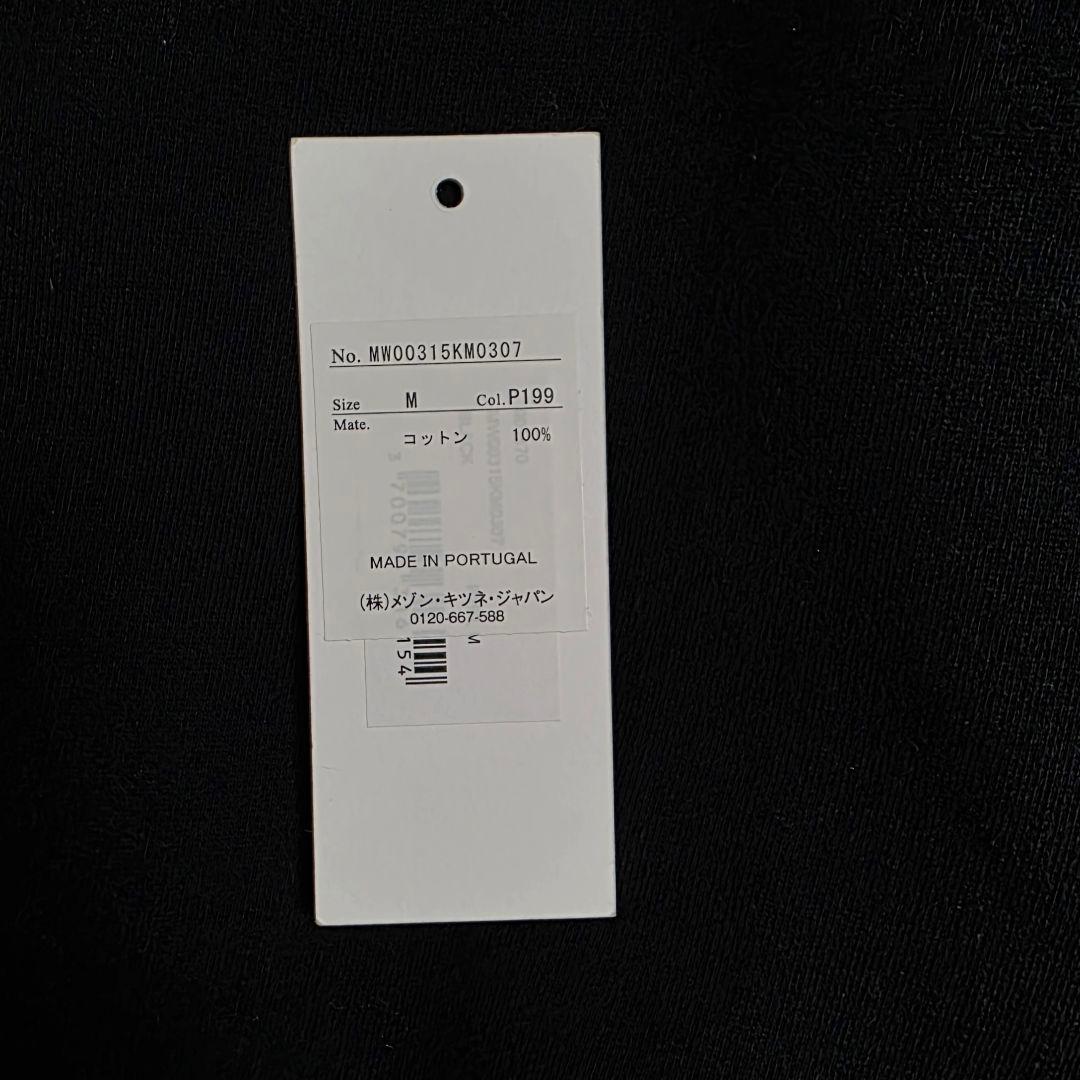 No. MW00315KM0307
Size M Col. P199
Mate.
コットン 100%
MADE IN PORTUGAL
(株)メゾン・キツネ・ジャパン
0120-667-588
154
M